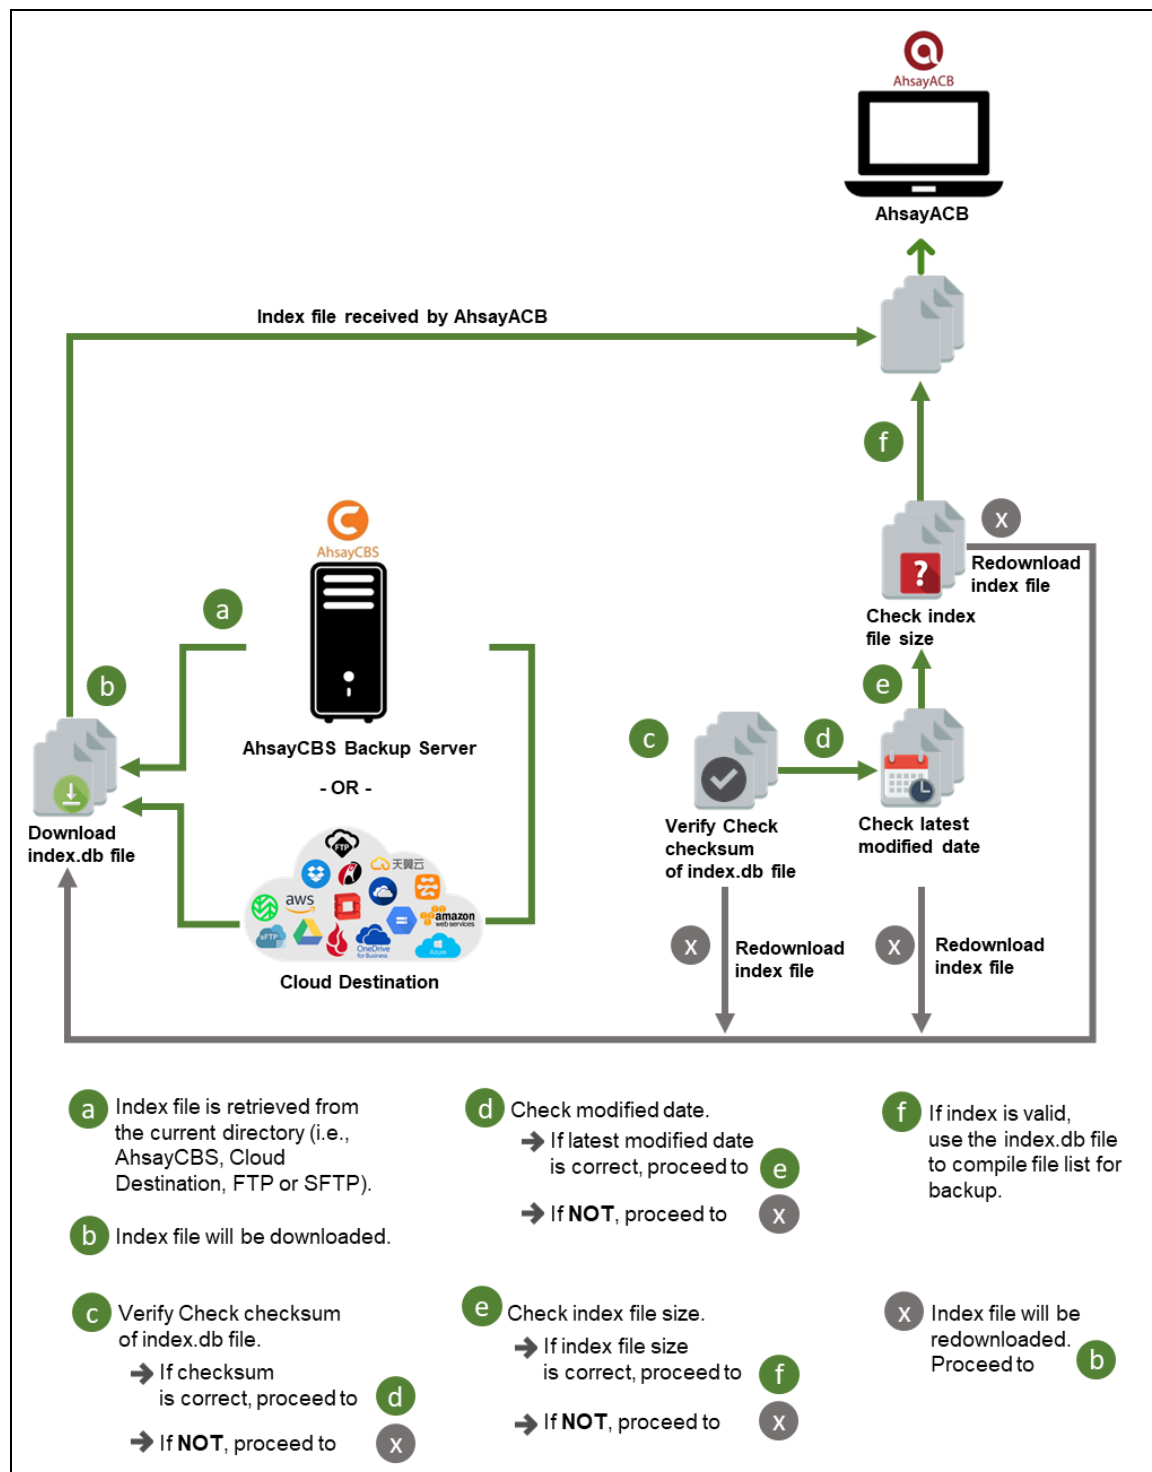 AhsayACB
AhsayACB
Index file received by AhsayACB
f
x
Redownload
index file
Check index
file size
AhsayCBS
a
b
e
c
d
AhsayCBS Backup Server
- OR -
Download
index.db file
Verify Check
checksum
of index.db file
Check latest
modified date
FTP
天翼云
aws
amazon
web services
SFTP
OneDrive
for Business
Azure
Cloud Destination
x
Redownload
index file
x
Redownload
index file
a Index file is retrieved from
the current directory (i.e.,
AhsayCBS, Cloud
Destination, FTP or SFTP).
b Index file will be downloaded.
c Verify Check checksum
of index.db file.
If checksum
is correct, proceed to d
If NOT, proceed to x
d Check modified date.
If latest modified date
is correct, proceed to e
If NOT, proceed to x
e Check index file size.
If index file size
is correct, proceed to f
If NOT, proceed to x
f If index is valid,
use the index.db file
to compile file list for
backup.
x Index file will be
redownloaded.
Proceed to b